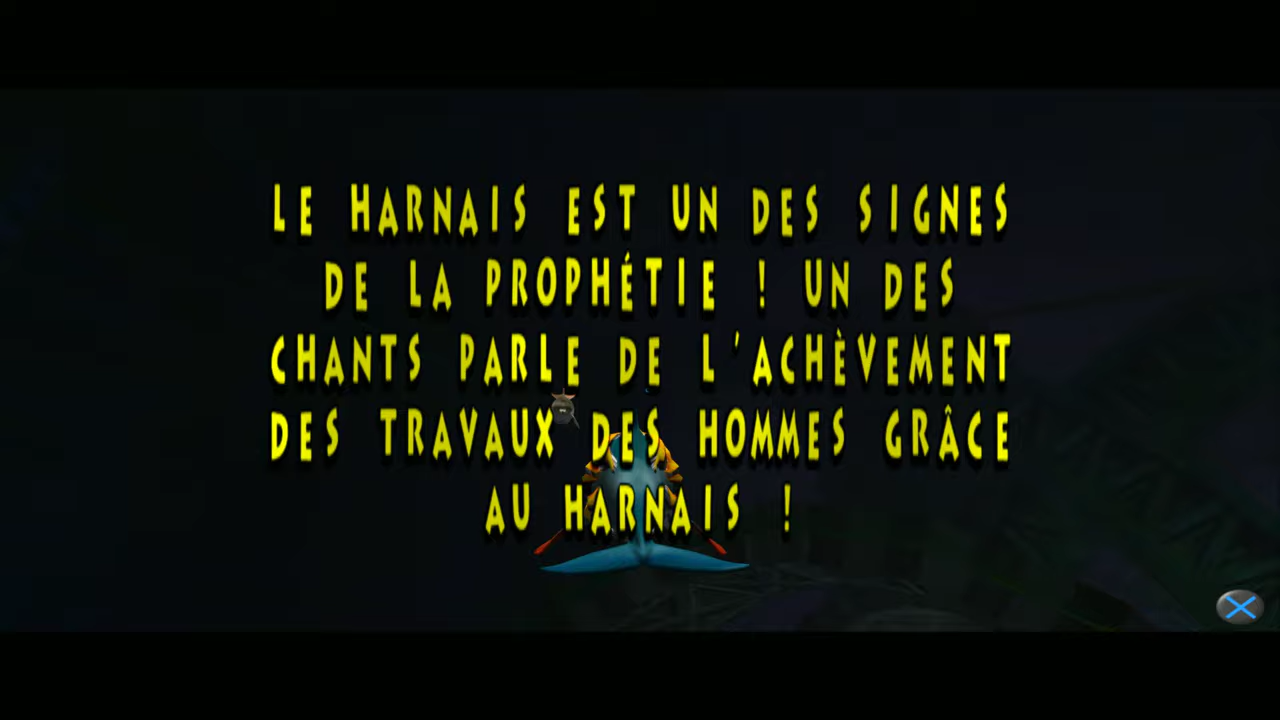 LE HARNAIS EST UN DES SIGNES
DE LA PROPHÉTIE ! UN DES
CHANTS PARLE DE L'ACHÈVEMENT
DES TRAVAUX DES HOMMES GRÂCE
AU HARNAIS !